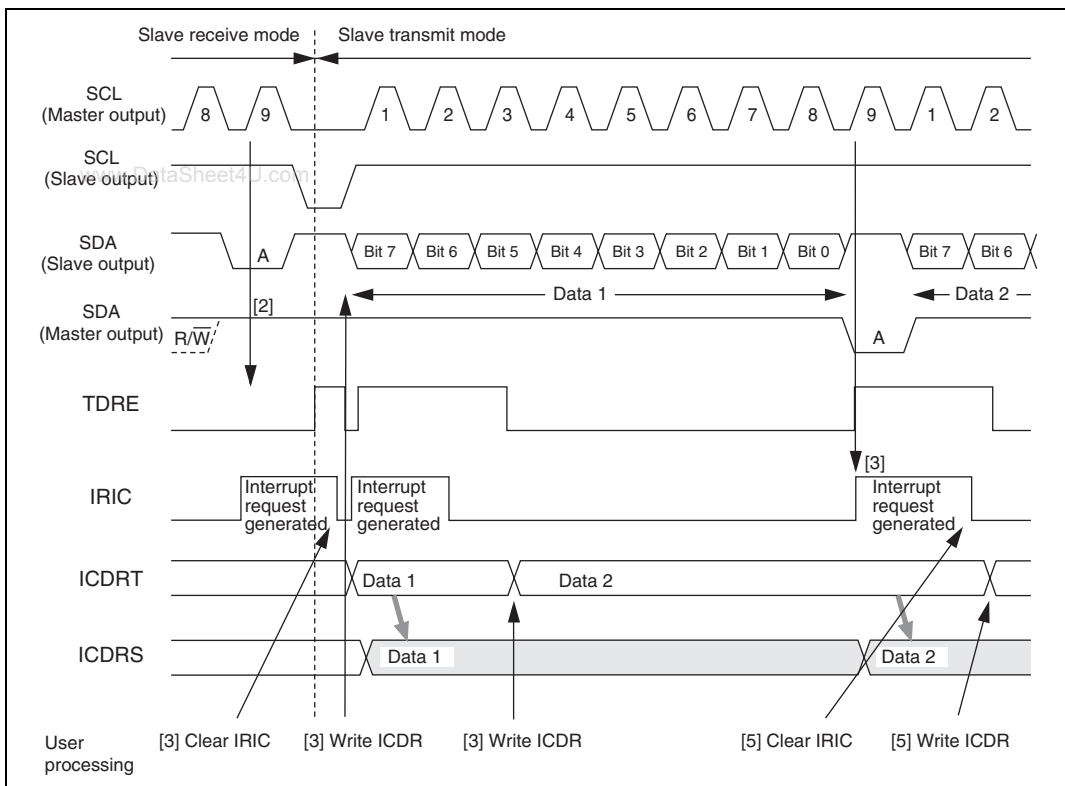 Slave receive mode
Slave transmit mode
SCL
(Master output)
8 9 1 2 3 4 5 6 7 8 9 1 2
SCL
(Slave output)
www.DataSheet4U.com
SDA
(Slave output)
A Bit 7 Bit 6 Bit 5 Bit 4 Bit 3 Bit 2 Bit 1 Bit 0 Bit 7 Bit 6
[2] Data 1 Data 2
SDA
(Master output)
R/W̅
A
TDRE
[3]
IRIC
Interrupt
request
generated
Interrupt
request
generated
Interrupt
request
generated
ICDRT
Data 1 Data 2
ICDRS
Data 1 Data 2
User
processing
[3] Clear IRIC [3] Write ICDR [3] Write ICDR [5] Clear IRIC [5] Write ICDR